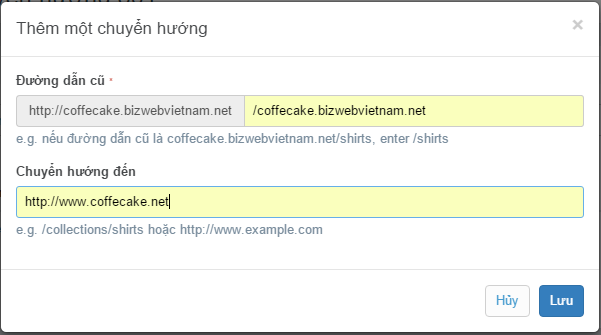 Thêm một chuyển hướng
×
Đường dẫn cũ *
http://coffecake.bizwebvietnam.net /coffecake.bizwebvietnam.net
e.g. nếu đường dẫn cũ là coffecake.bizwebvietnam.net/shirts, enter /shirts
Chuyển hướng đến
http://www.coffecake.net
e.g. /collections/shirts hoặc http://www.example.com
Hủy Lưu